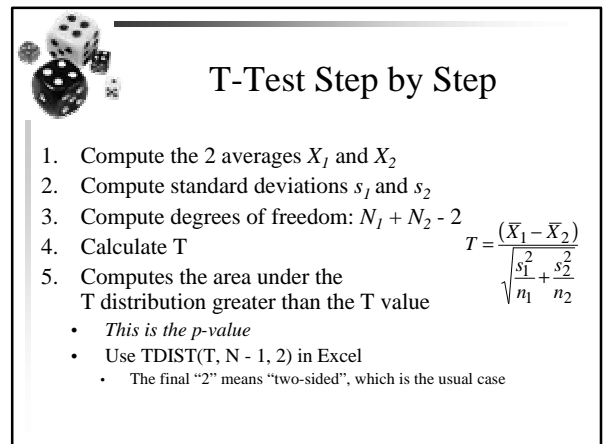 T-Test Step by Step
1. Compute the 2 averages X₁ and X₂
2. Compute standard deviations s₁ and s₂
3. Compute degrees of freedom: N₁ + N₂ - 2
4. Calculate T
T = (X̅₁ − X̅₂) / √(s₁²/n₁ + s₂²/n₂)
5. Computes the area under the
T distribution greater than the T value
• This is the p-value
• Use TDIST(T, N - 1, 2) in Excel
• The final “2” means “two-sided”, which is the usual case